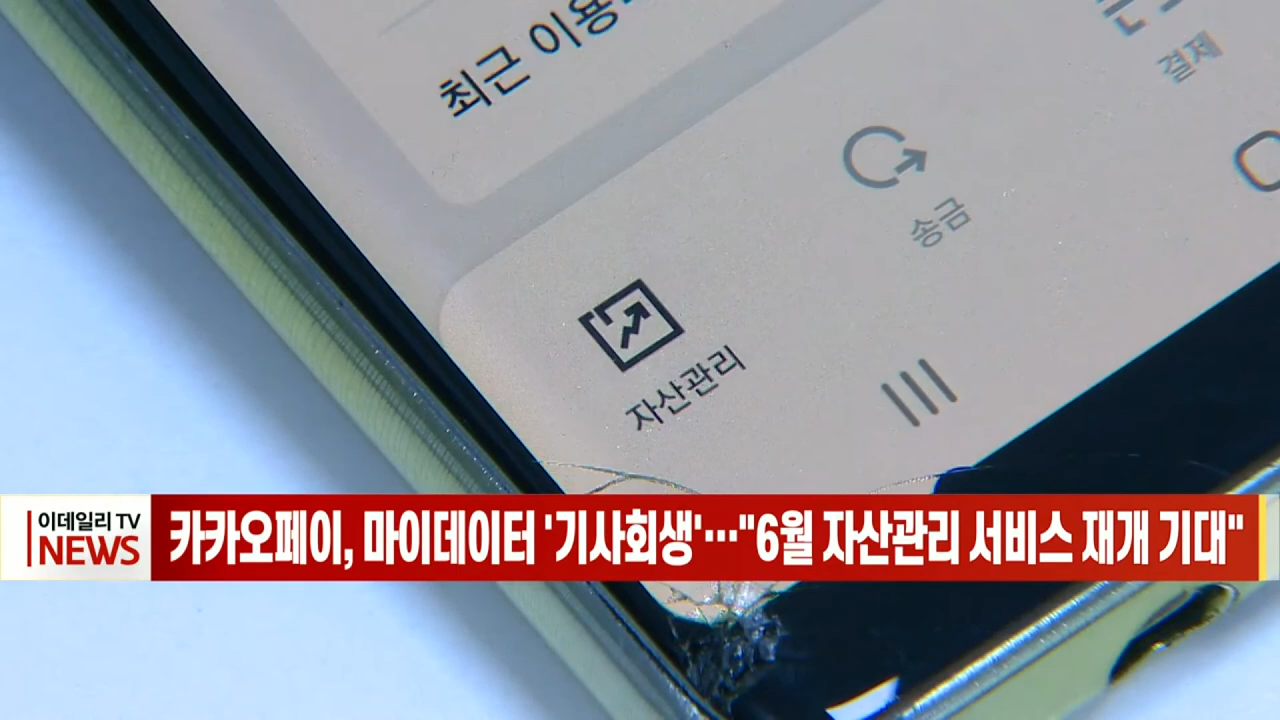 최근 이용
결제
송금
자산관리
이데일리 TV
NEWS
카카오페이, 마이데이터 '기사회생'…"6월 자산관리 서비스 재개 기대"